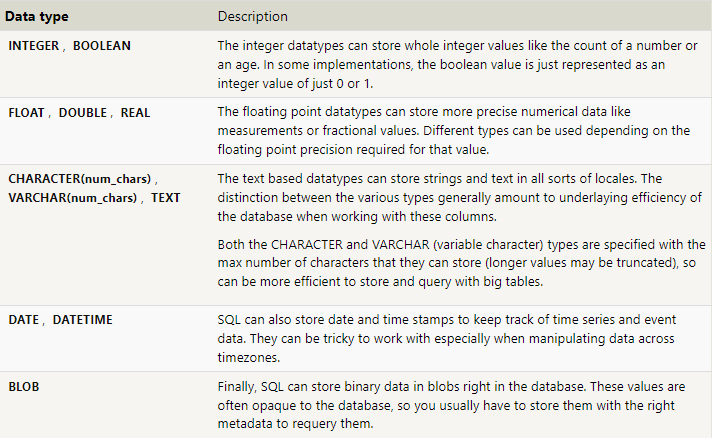 Data type Description
INTEGER , BOOLEAN The integer datatypes can store whole integer values like the count of a number or
an age. In some implementations, the boolean value is just represented as an
integer value of just 0 or 1.
FLOAT , DOUBLE , REAL The floating point datatypes can store more precise numerical data like
measurements or fractional values. Different types can be used depending on the
floating point precision required for that value.
CHARACTER(num_chars) , The text based datatypes can store strings and text in all sorts of locales. The
VARCHAR(num_chars) , TEXT distinction between the various types generally amount to underlaying efficiency of
the database when working with these columns.
Both the CHARACTER and VARCHAR (variable character) types are specified with the
max number of characters that they can store (longer values may be truncated), so
can be more efficient to store and query with big tables.
DATE , DATETIME SQL can also store date and time stamps to keep track of time series and event
data. They can be tricky to work with especially when manipulating data across
timezones.
BLOB Finally, SQL can store binary data in blobs right in the database. These values are
often opaque to the database, so you usually have to store them with the right
metadata to requery them.